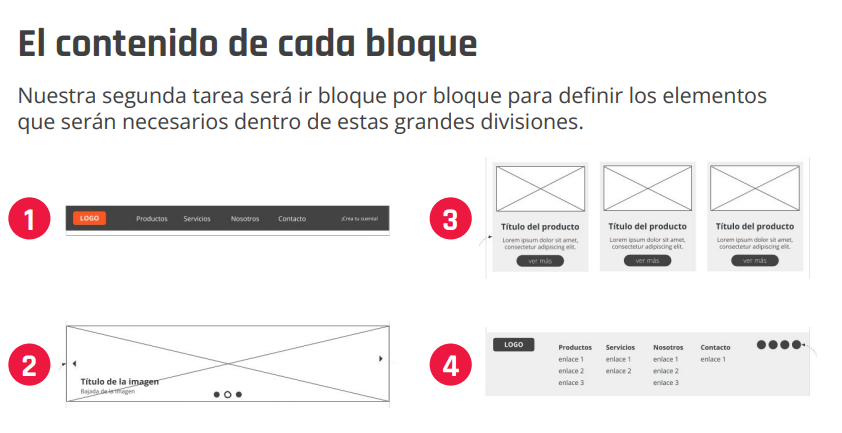 El contenido de cada bloque
Nuestra segunda tarea será ir bloque por bloque para definir los elementos
que serán necesarios dentro de estas grandes divisiones.
1
LOGO Productos Servicios Nosotros Contacto ¡Crea tu cuenta!
2
Título de la imagen
Bajada de la imagen
3
Título del producto Título del producto Título del producto
Lorem ipsum dolor sit amet, Lorem ipsum dolor sit amet, Lorem ipsum dolor sit amet,
consectetur adipiscing elit. consectetur adipiscing elit. consectetur adipiscing elit.
ver más ver más ver más
4
LOGO Productos Servicios Nosotros Contacto
enlace 1 enlace 1 enlace 1 enlace 1
enlace 2 enlace 2 enlace 2
enlace 3 enlace 3